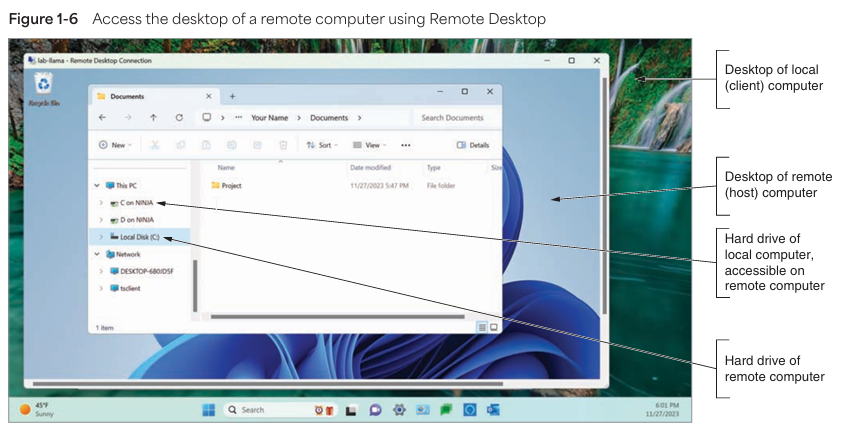 Figure 1-6 Access the desktop of a remote computer using Remote Desktop
lab-llama - Remote Desktop Connection
Recycle Bin
Documents
Your Name > Documents >
Search Documents
New
Sort
View
Details
Name
Date modified
Type
Size
This PC
C on NINJA
D on NINJA
Local Disk (C:)
Network
DESKTOP-680JDSF
tsclient
Project
11/27/2023 5:47 PM
File folder
1 item
45°F
Sunny
Search
6:01 PM
11/27/2023
Desktop of local
(client) computer
Desktop of remote
(host) computer
Hard drive of
local computer,
accessible on
remote computer
Hard drive of
remote computer